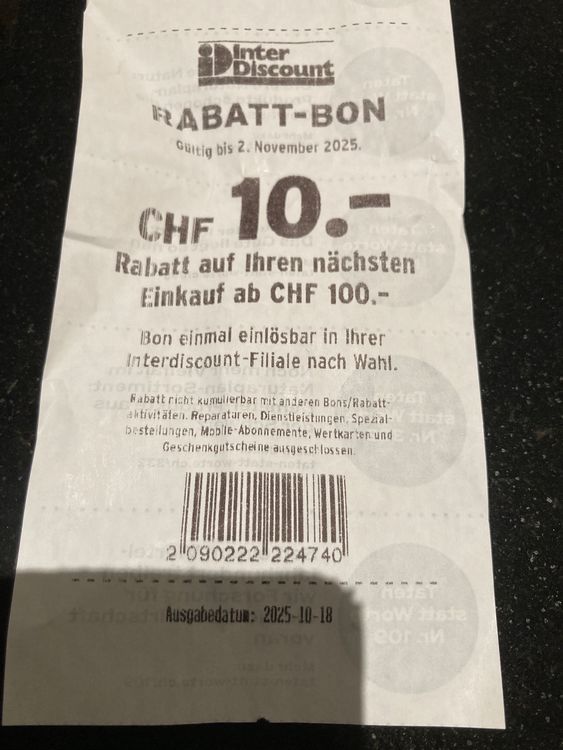 iD Inter
Discount
RABATT-BON
Gültig bis 2. November 2025.
CHF 10.–
Rabatt auf Ihren nächsten
Einkauf ab CHF 100.-
Bon einmal einlösbar in Ihrer
Interdiscount-Filiale nach Wahl.
Rabatt nicht kumulierbar mit anderen Bons/Rabatt-
aktivitäten. Reparaturen, Dienstleistungen, Spezial-
bestellungen, Mobile-Abonnemente, Wertkarten und
Geschenkgutscheine ausgeschlossen.
2 090222 224740
Ausgabedatum: 2025-10-18